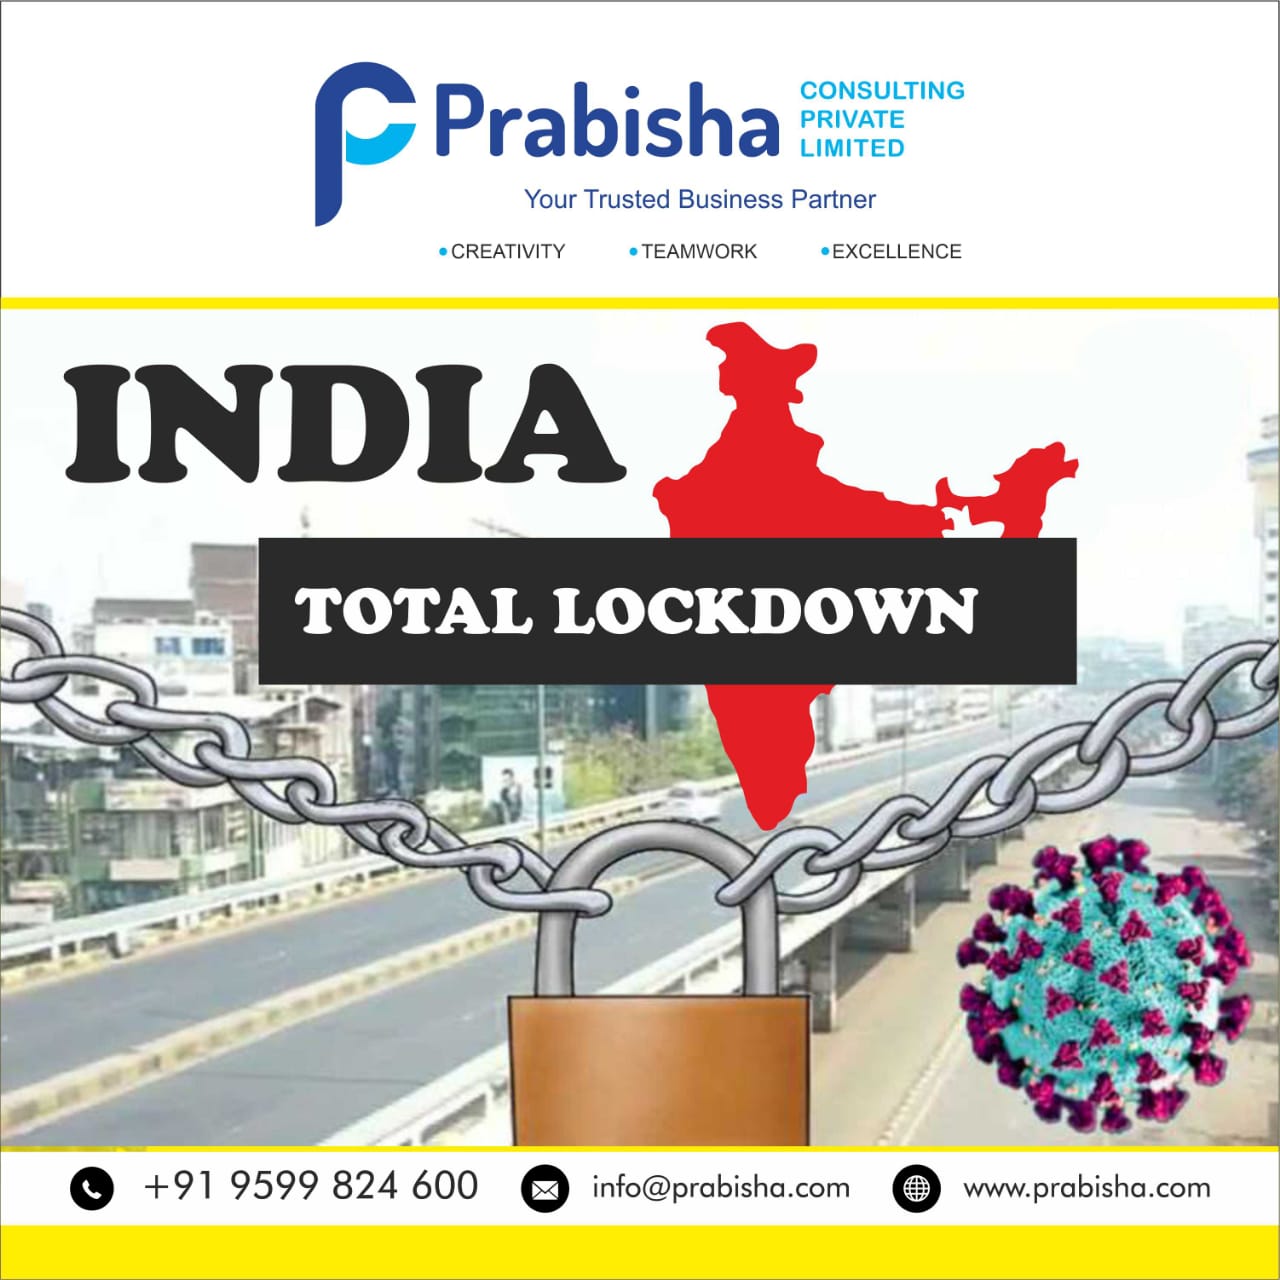 Prabisha
CONSULTING
PRIVATE
LIMITED
Your Trusted Business Partner
•CREATIVITY •TEAMWORK •EXCELLENCE
INDIA
TOTAL LOCKDOWN
+91 9599 824 600 info@prabisha.com www.prabisha.com